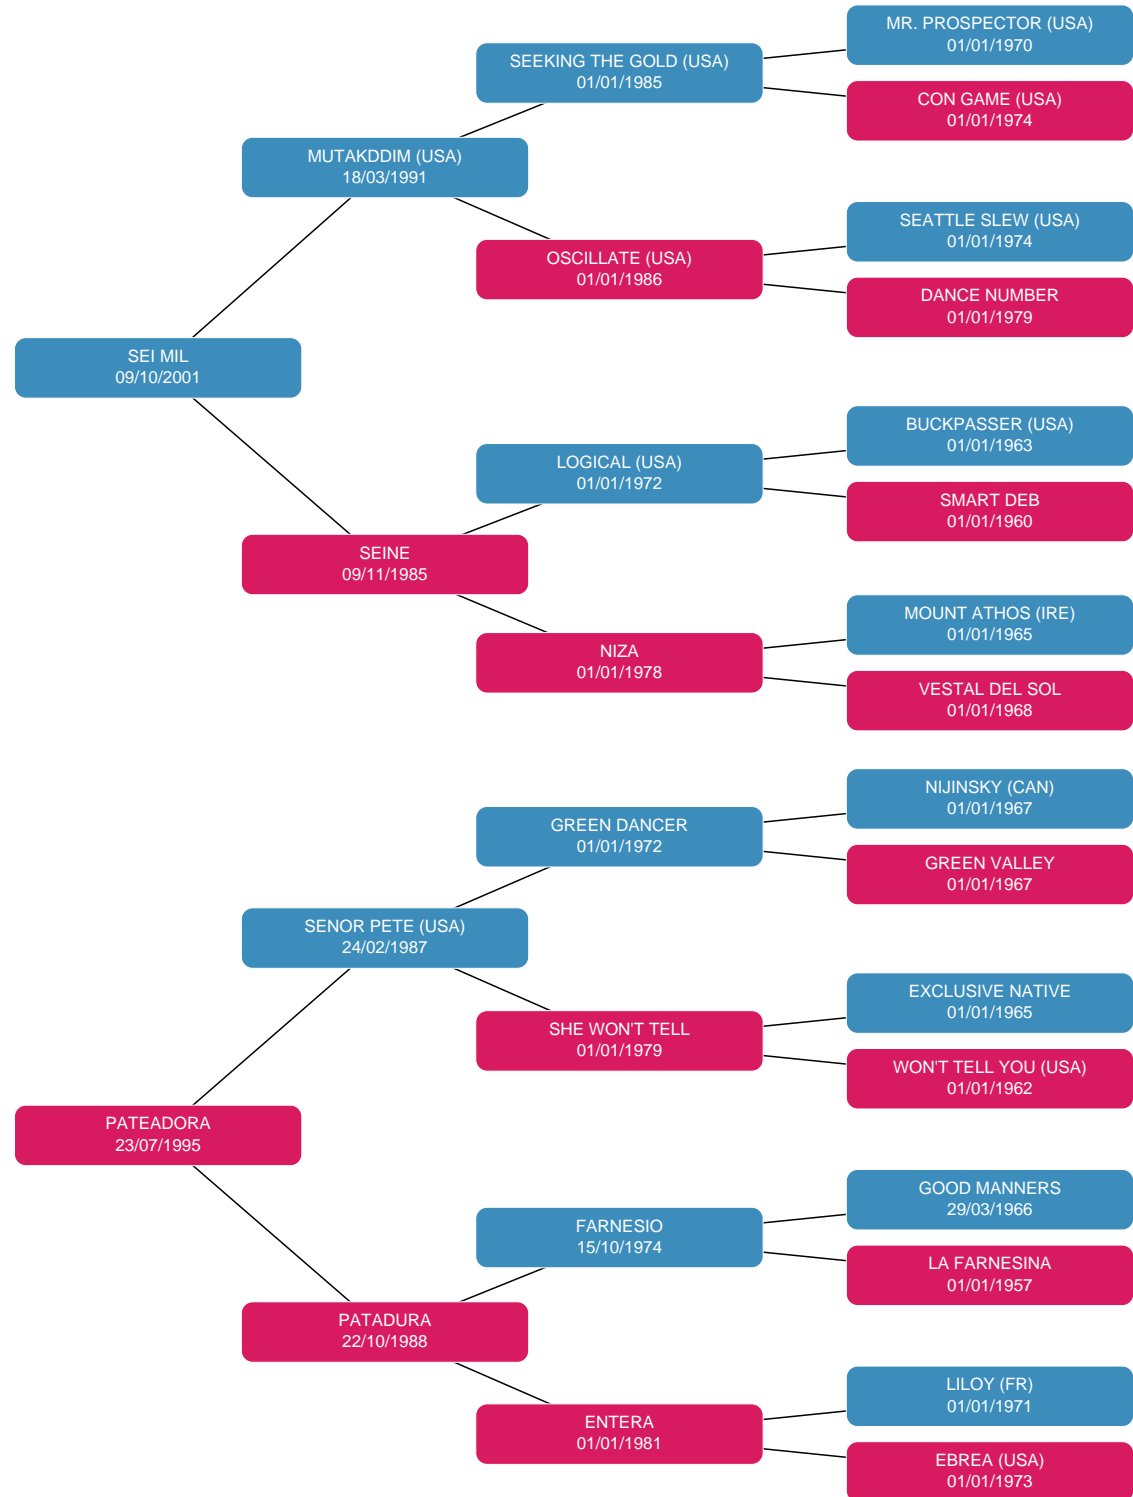 MR. PROSPECTOR (USA)
01/01/1970
SEEKING THE GOLD (USA)
01/01/1985
CON GAME (USA)
01/01/1974
MUTAKDDIM (USA)
18/03/1991
SEATTLE SLEW (USA)
01/01/1974
OSCILLATE (USA)
01/01/1986
DANCE NUMBER
01/01/1979
SEI MIL
09/10/2001
BUCKPASSER (USA)
01/01/1963
LOGICAL (USA)
01/01/1972
SMART DEB
01/01/1960
SEINE
09/11/1985
MOUNT ATHOS (IRE)
01/01/1965
NIZA
01/01/1978
VESTAL DEL SOL
01/01/1968
NIJINSKY (CAN)
01/01/1967
GREEN DANCER
01/01/1972
GREEN VALLEY
01/01/1967
SENOR PETE (USA)
24/02/1987
EXCLUSIVE NATIVE
01/01/1965
SHE WON'T TELL
01/01/1979
WON'T TELL YOU (USA)
01/01/1962
PATEADORA
23/07/1995
GOOD MANNERS
29/03/1966
FARNESIO
15/10/1974
LA FARNESINA
01/01/1957
PATADURA
22/10/1988
LILOY (FR)
01/01/1971
ENTERA
01/01/1981
EBREA (USA)
01/01/1973